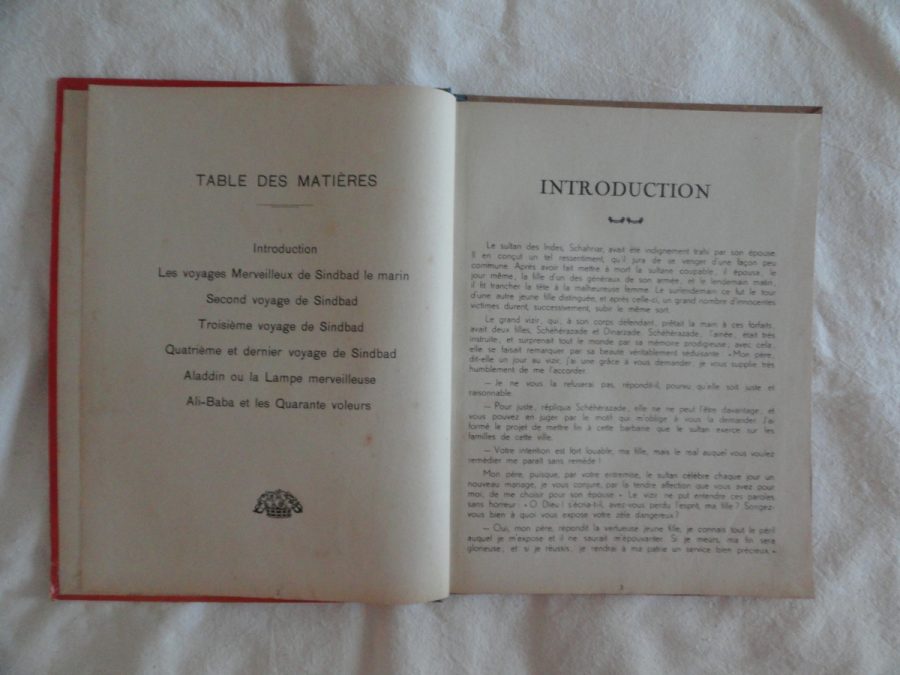 TABLE DES MATIÈRES
Introduction
Les voyages Merveilleux de Sindbad le marin
Second voyage de Sindbad
Troisième voyage de Sindbad
Quatrième et dernier voyage de Sindbad
Aladdin ou la Lampe merveilleuse
Ali-Baba et les Quarante voleurs
INTRODUCTION
Le sultan des Indes, Schahriar, avait été indignement trahi par son épouse.
Il en conçut un tel ressentiment, qu'il jura de se venger d'une façon peu
commune. Après avoir fait mettre à mort la sultane coupable, il épousa, le
jour même, la fille d'un des généraux de son armée, et le lendemain matin,
il fit trancher la tête à la malheureuse femme. Le surlendemain ce fut le tour
d'une autre jeune fille distinguée, et après celle-ci, un grand nombre d'innocentes
victimes durent, successivement, subir le même sort.
Le grand vizir, qui, à son corps défendant, prêtait la main à ces forfaits,
avait deux filles, Schéhérazade et Dinarzade. Schéhérazade, l'aînée, était très
instruite, et surprenait tout le monde par sa mémoire prodigieuse; avec cela,
elle se faisait remarquer par sa beauté véritablement séduisante : « Mon père,
dit-elle un jour au vizir, j'ai une grâce à vous demander; je vous supplie très
humblement de me l'accorder.
— Je ne vous la refuserai pas, répondit-il, pourvu qu'elle soit juste et
raisonnable.
— Pour juste, répliqua Schéhérazade, elle ne ne peut l'être davantage, et
vous pouvez en juger par le motif qui m'oblige à vous la demander. J'ai
formé le projet de mettre fin à cette barbarie que le sultan exerce sur les
familles de cette ville.
— Votre intention est fort louable, ma fille, mais le mal auquel vous voulez
remédier me paraît sans remède !
Mon père, puisque, par votre entremise, le sultan célèbre chaque jour un
nouveau mariage, je vous conjure, par la tendre affection que vous avez pour
moi, de me choisir pour son épouse ». Le vizir ne put entendre ces paroles
sans horreur : « O Dieu ! s'écria-t-il, avez-vous perdu l'esprit, ma fille ? Songez-
vous bien à quoi vous expose votre zèle dangereux ?
— Oui, mon père, répondit la vertueuse jeune fille, je connais tout le péril
auquel je m'expose et il ne saurait m'épouvanter. Si je meurs, ma fin sera
glorieuse, et si je réussis, je rendrai à ma patrie un service bien précieux. »